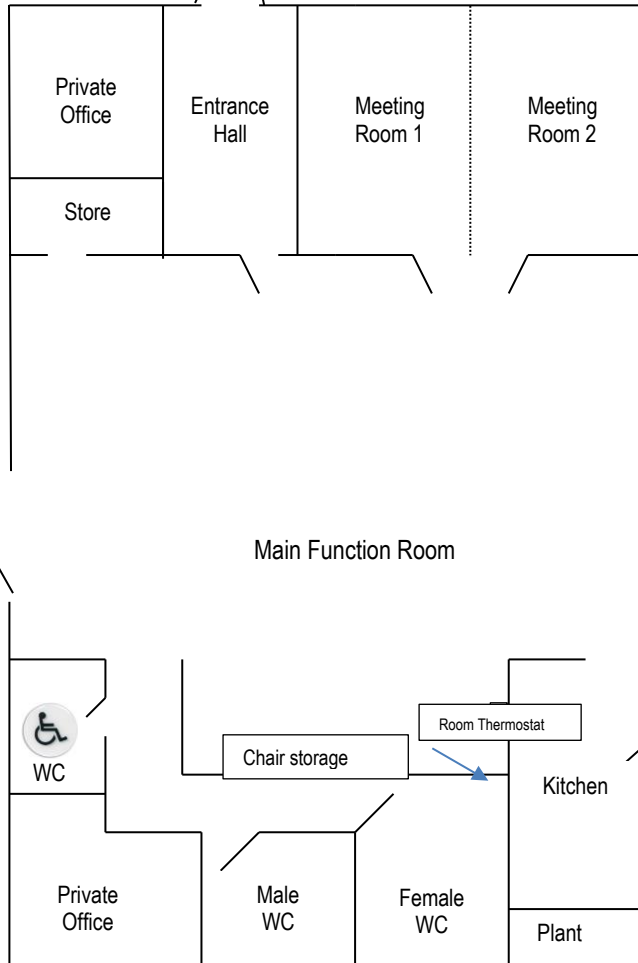 Private
Office
Entrance
Hall
Meeting
Room 1
Meeting
Room 2
Store
Main Function Room
Room Thermostat
Chair storage
WC
Kitchen
Private
Office
Male
WC
Female
WC
Plant